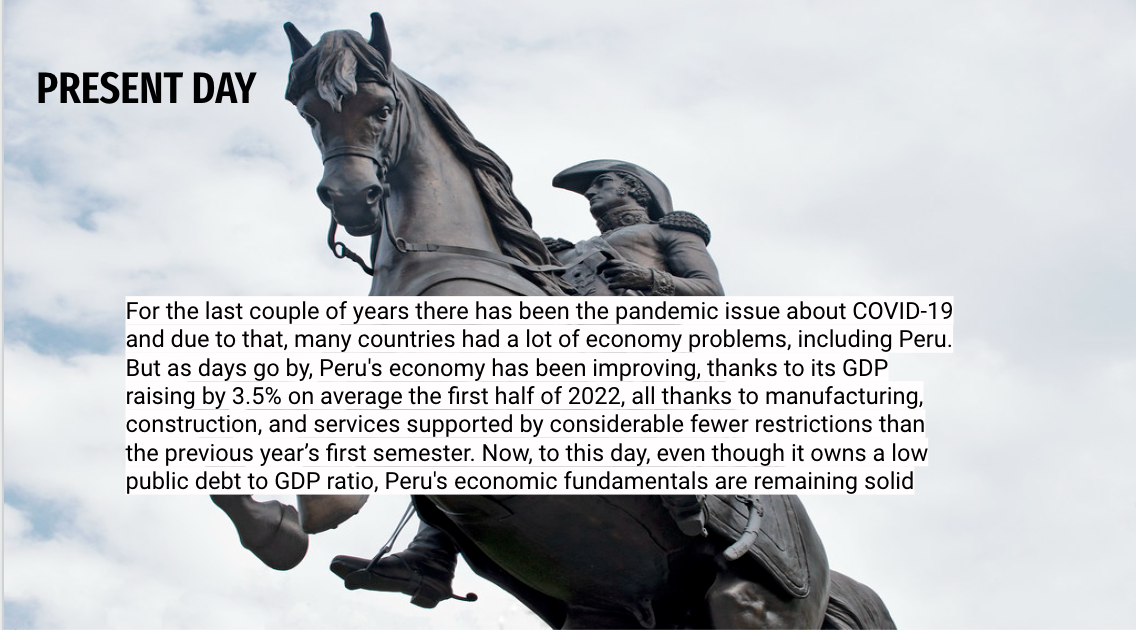 PRESENT DAY
For the last couple of years there has been the pandemic issue about COVID-19
and due to that, many countries had a lot of economy problems, including Peru.
But as days go by, Peru's economy has been improving, thanks to its GDP
raising by 3.5% on average the first half of 2022, all thanks to manufacturing,
construction, and services supported by considerable fewer restrictions than
the previous year’s first semester. Now, to this day, even though it owns a low
public debt to GDP ratio, Peru's economic fundamentals are remaining solid